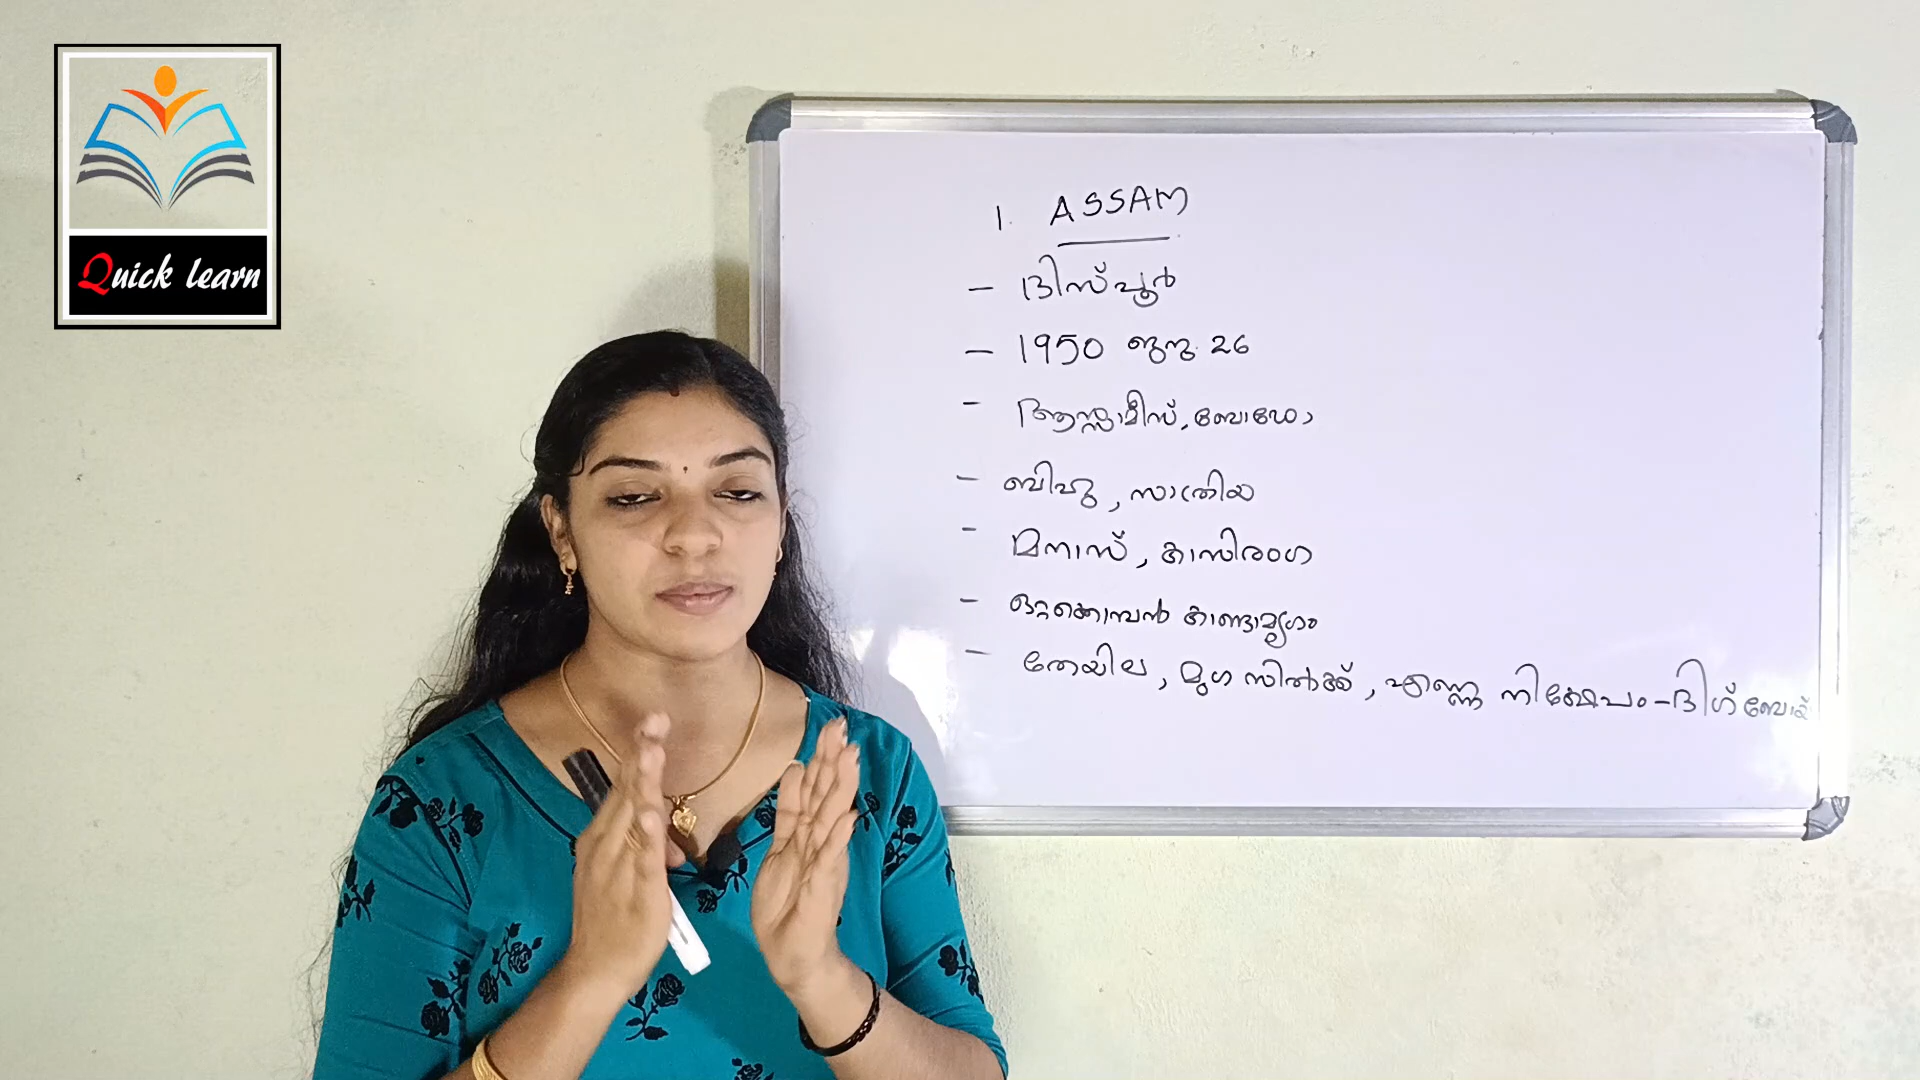 Quick learn
1. ASSAM
- ദിസ്പൂർ
- 1950 ജനു. 26
- ആസ്സാമീസ്, ബോഡോ
- ബിഹു, സാത്രിയ
- മനാസ്, കാസിരംഗ
- ഒറ്റക്കൊമ്പൻ കാണ്ടാമൃഗം
- തേയില, മുഗ സിൽക്ക്, എണ്ണ നിക്ഷേപം - ദിഗ്ബോയ്